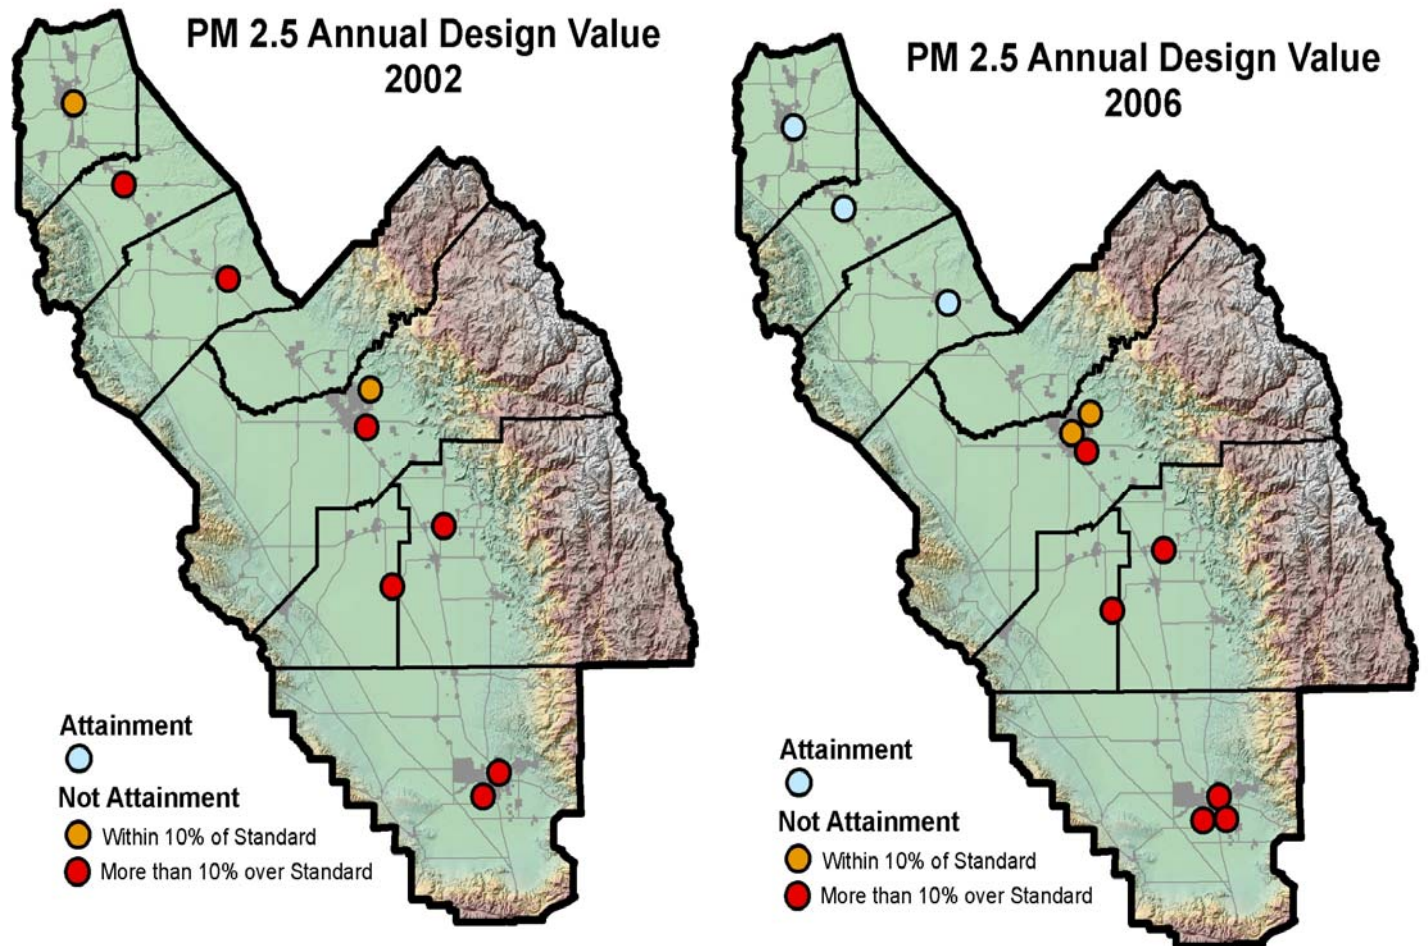 PM 2.5 Annual Design Value
2002
Attainment
Not Attainment
Within 10% of Standard
More than 10% over Standard
PM 2.5 Annual Design Value
2006
Attainment
Not Attainment
Within 10% of Standard
More than 10% over Standard